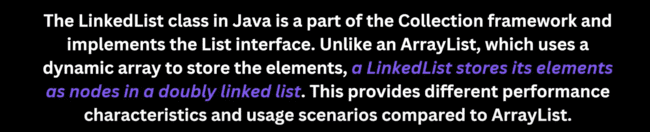 The LinkedList class in Java is a part of the Collection framework and
implements the List interface. Unlike an ArrayList, which uses a
dynamic array to store the elements, a LinkedList stores its elements
as nodes in a doubly linked list. This provides different performance
characteristics and usage scenarios compared to ArrayList.